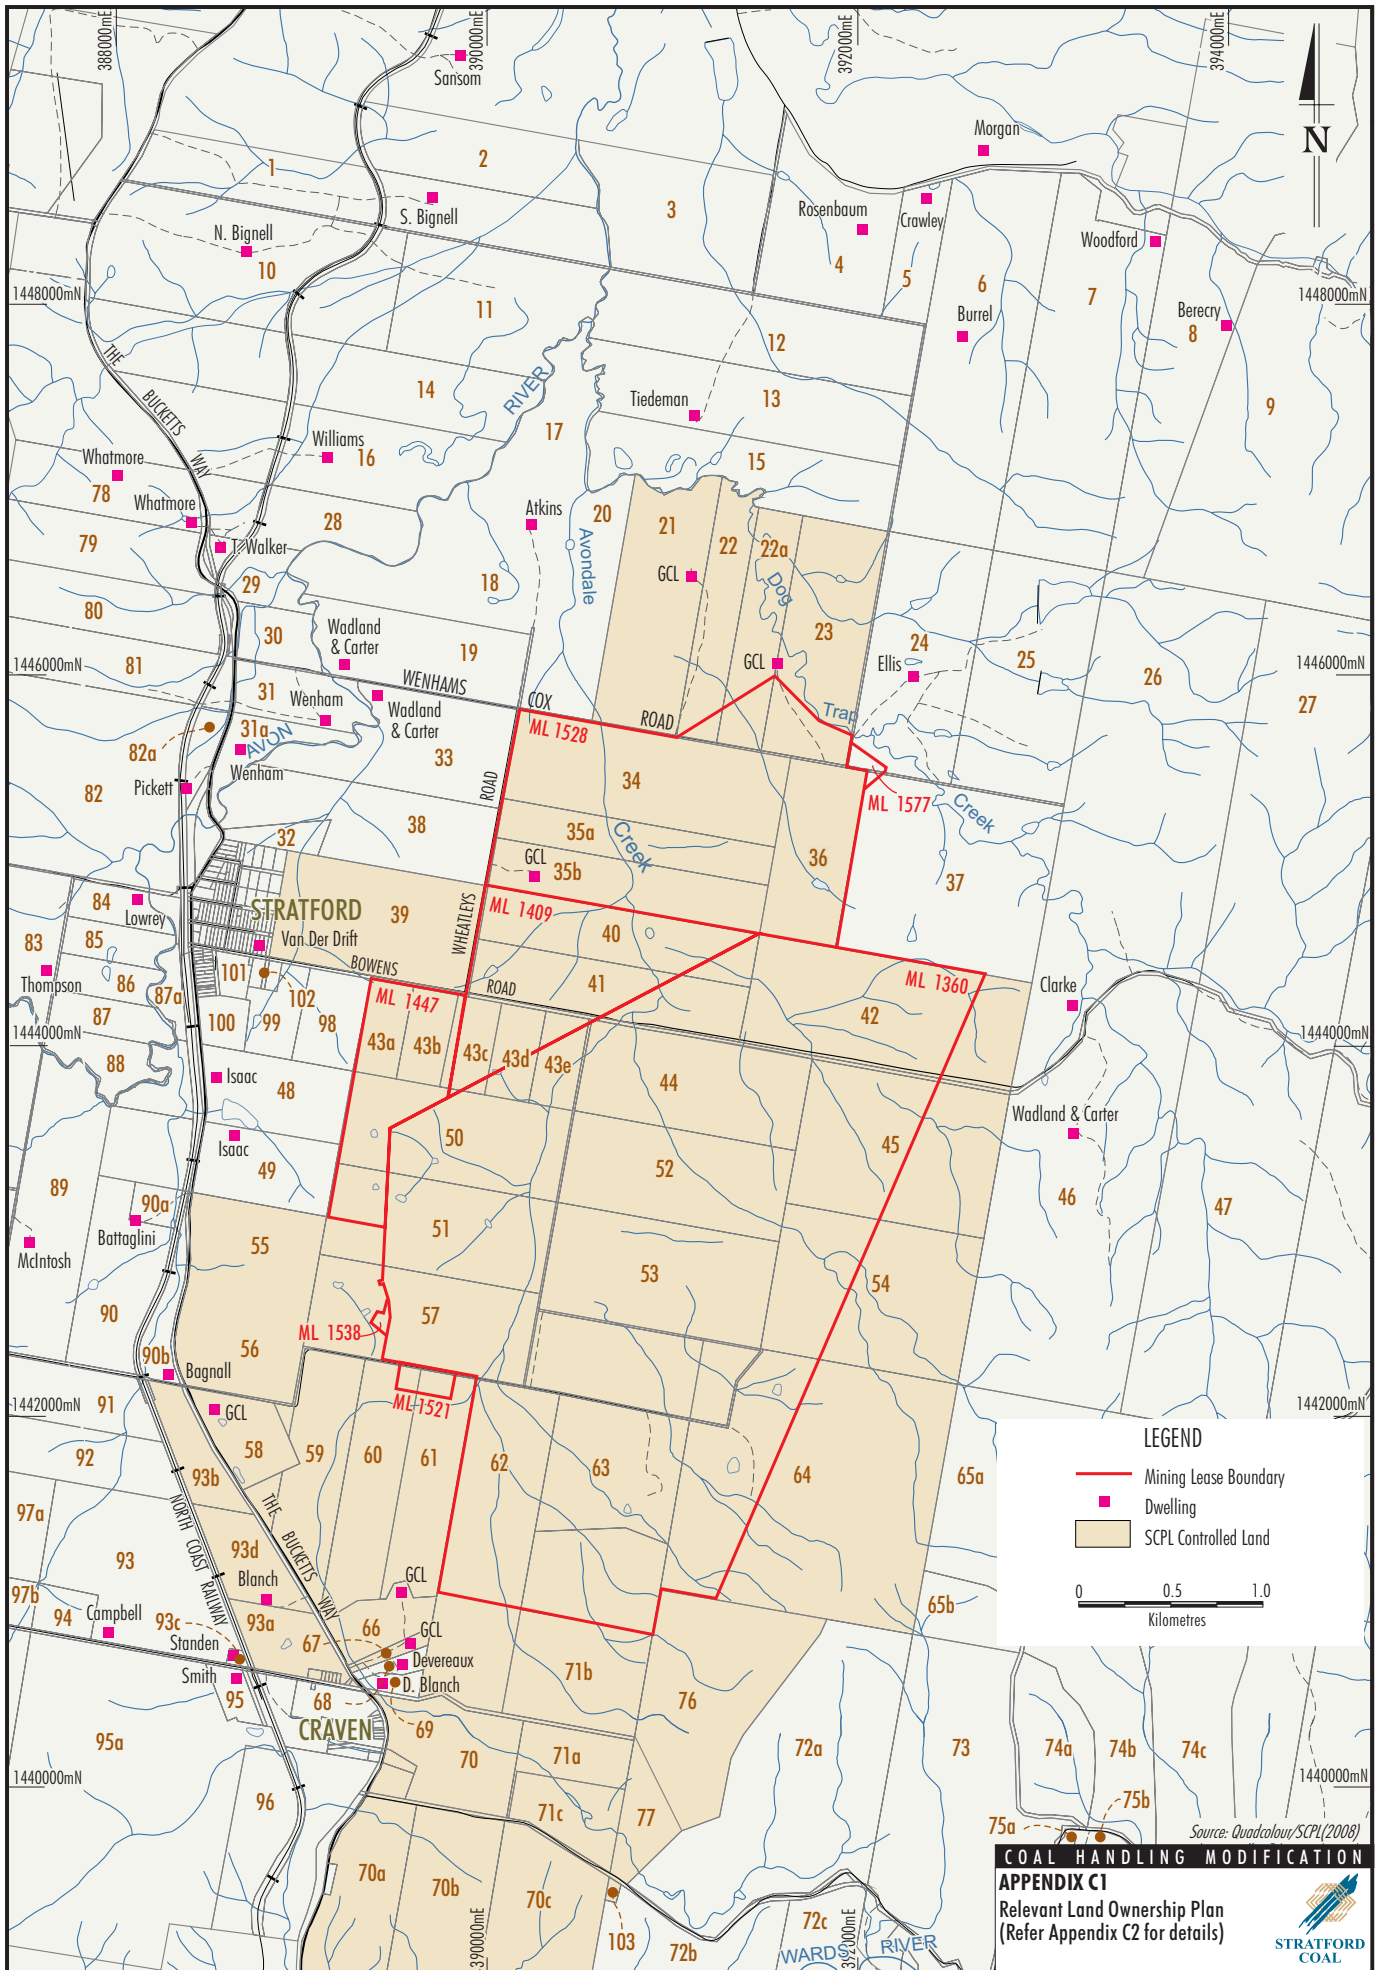 388000mE
390000mE
392000mE
394000mE
N
Sansom
Morgan
1
2
3
S. Bignell
N. Bignell
10
Rosenbaum
4
Crawley
5
6
7
Woodford
1448000mN
1448000mN
11
12
Burrel
Berecry
8
THE
BUCKETTS
WAY
14
RIVER
13
Tiedeman
9
17
Williams
16
Whatmore
78
15
Whatmore
28
Atkins
20
21
22
22a
79
T. Walker
Avondale
GCL
Dog
29
18
80
30
Wadland
& Carter
19
23
24
25
26
27
81
1446000mN
1446000mN
WENHAMS
GCL
Ellis
31
Wenham
Wadland
& Carter
COX
ROAD
Trap
31a
AVON
82a
Wenham
33
ML 1528
82
Pickett
ROAD
34
ML 1577
Creek
32
38
35a
Creek
GCL
35b
36
37
84
Lowrey
STRATFORD
39
WHEATLEYS
ML 1409
83
85
Van Der Drift
40
Thompson
86
87a
101
BOWENS
ROAD
41
ML 1360
Clarke
87
102
ML 1447
100
99
98
42
1444000mN
1444000mN
88
43a
43b
43c
43d
43e
Isaac
48
44
Wadland & Carter
Isaac
50
45
49
52
89
90a
46
47
Battaglini
51
McIntosh
55
53
54
90
57
ML 1538
56
90b
Bagnall
ML 1521
1442000mN
1442000mN
91
GCL
58
59
60
61
62
63
64
65a
92
93b
LEGEND
Mining Lease Boundary
Dwelling
SCPL Controlled Land
0
0.5
1.0
Kilometres
97a
NORTH COAST RAILWAY
THE BUCKETTS WAY
93
93d
97b
Blanch
GCL
94
Campbell
93c
93a
66
65b
67
GCL
Standen
Devereaux
Smith
71b
D. Blanch
95
68
69
76
CRAVEN
95a
70
71a
72a
73
74a
74b
74c
1440000mN
1440000mN
96
71c
77
75a
75b
Source: Quadcolour/SCPL(2008)
COAL HANDLING MODIFICATION
APPENDIX C1
Relevant Land Ownership Plan
(Refer Appendix C2 for details)
STRATFORD
COAL
70a
70b
70c
103
72b
72c
WARDS RIVER
390000mE
392000mE